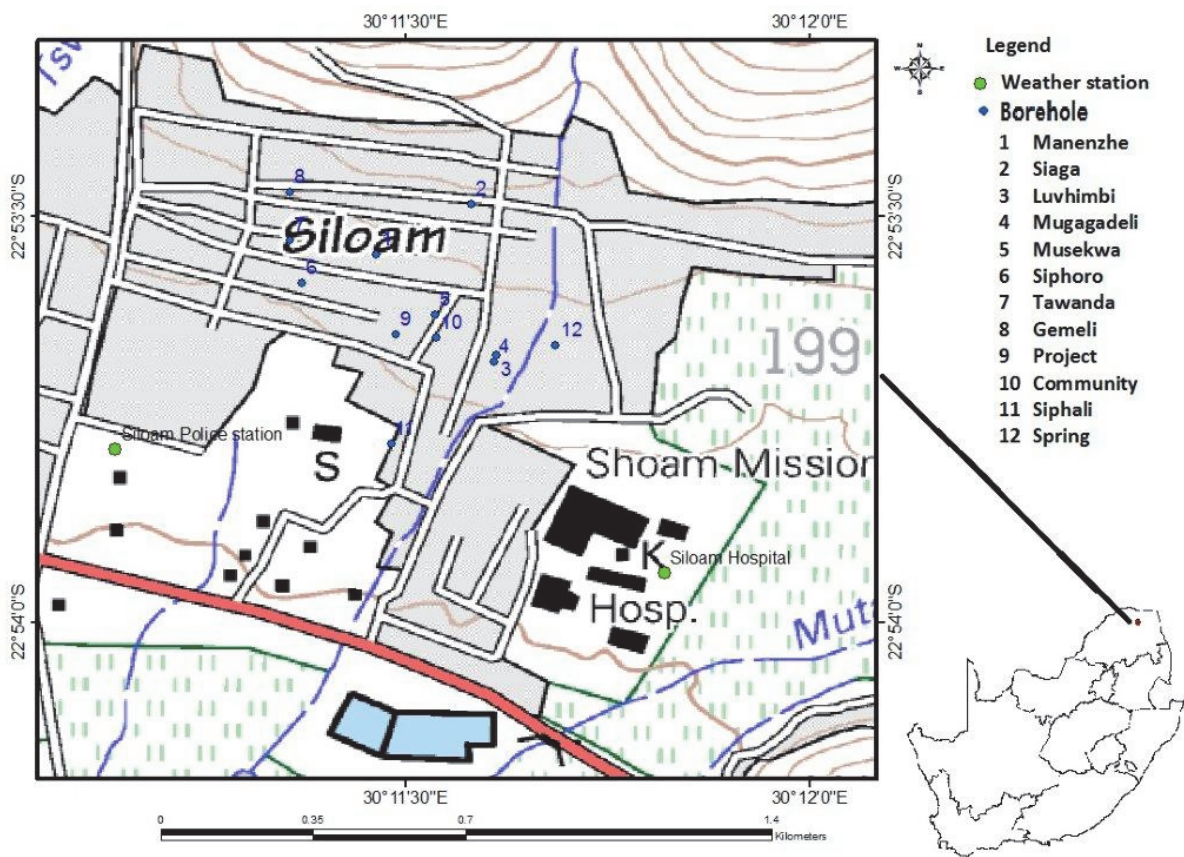 30°11'30"E
30°12'0"E
N
W E
S
Legend
Weather station
Borehole
1 Manenzhe
2 Siaga
3 Luvhimbi
4 Mugagadeli
5 Musekwa
6 Siphoro
7 Tawanda
8 Gemeli
9 Project
10 Community
11 Siphali
12 Spring
Tsw
8
2
22°53'30"S
22°53'30"S
Siloam
7
1
6
5
9
10
12
4
3
199
11
Siloam Police station
S
Shoam Mission
K
Siloam Hospital
Hosp.
Muta
22°54'0"S
22°54'0"S
30°11'30"E
30°12'0"E
0 0.35 0.7 1.4
Kilometers